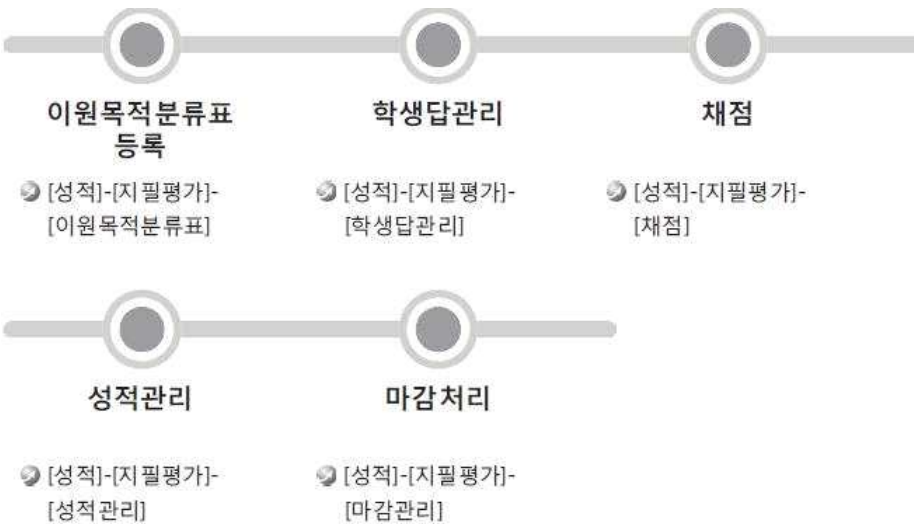 이원목적분류표
등록
학생답관리
채점
[성적]-[지필평가]-
[이원목적분류표]
[성적]-[지필평가]-
[학생답관리]
[성적]-[지필평가]-
[채점]
성적관리
마감처리
[성적]-[지필평가]-
[성적관리]
[성적]-[지필평가]-
[마감관리]